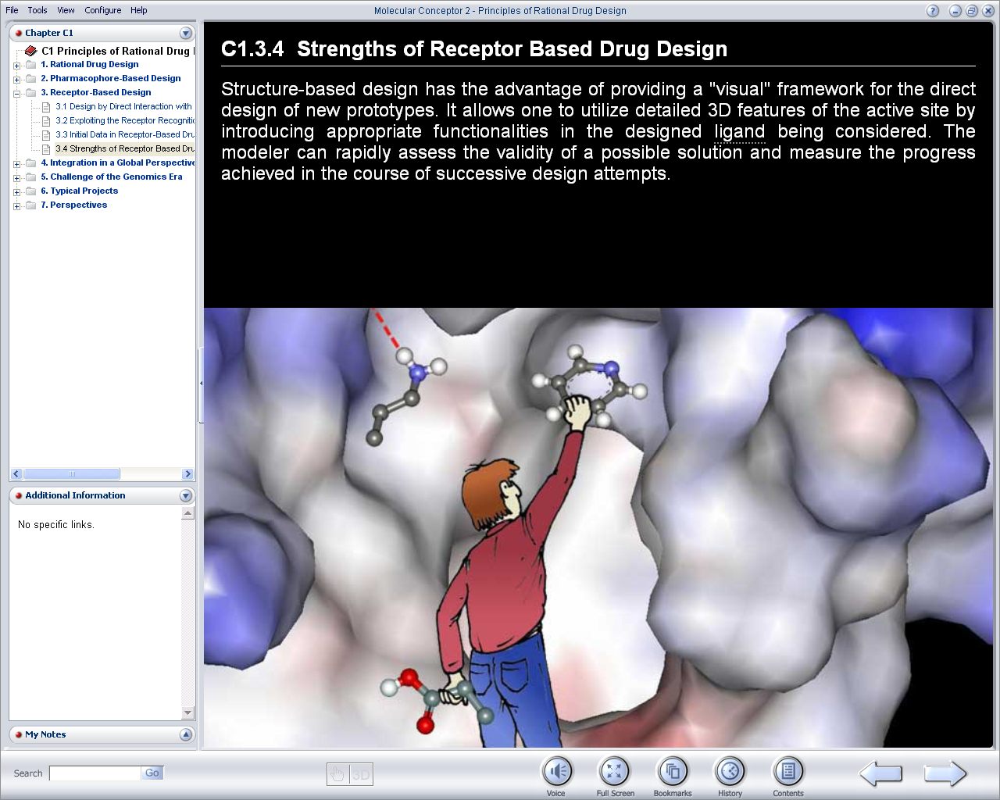 File Tools View Configure Help
Molecular Conceptor 2 - Principles of Rational Drug Design
Chapter C1
C1 Principles of Rational Drug
1. Rational Drug Design
2. Pharmacophore-Based Design
3. Receptor-Based Design
3.1 Design by Direct Interaction with
3.2 Exploiting the Receptor Recognitio
3.3 Initial Data in Receptor-Based Dru
3.4 Strengths of Receptor Based Dru
4. Integration in a Global Perspective
5. Challenge of the Genomics Era
6. Typical Projects
7. Perspectives
Additional Information
No specific links.
My Notes
C1.3.4 Strengths of Receptor Based Drug Design
Structure-based design has the advantage of providing a "visual" framework for the direct
design of new prototypes. It allows one to utilize detailed 3D features of the active site by
introducing appropriate functionalities in the designed ligand being considered. The
modeler can rapidly assess the validity of a possible solution and measure the progress
achieved in the course of successive design attempts.
Search Go
3D
Voice Full Screen Bookmarks History Contents